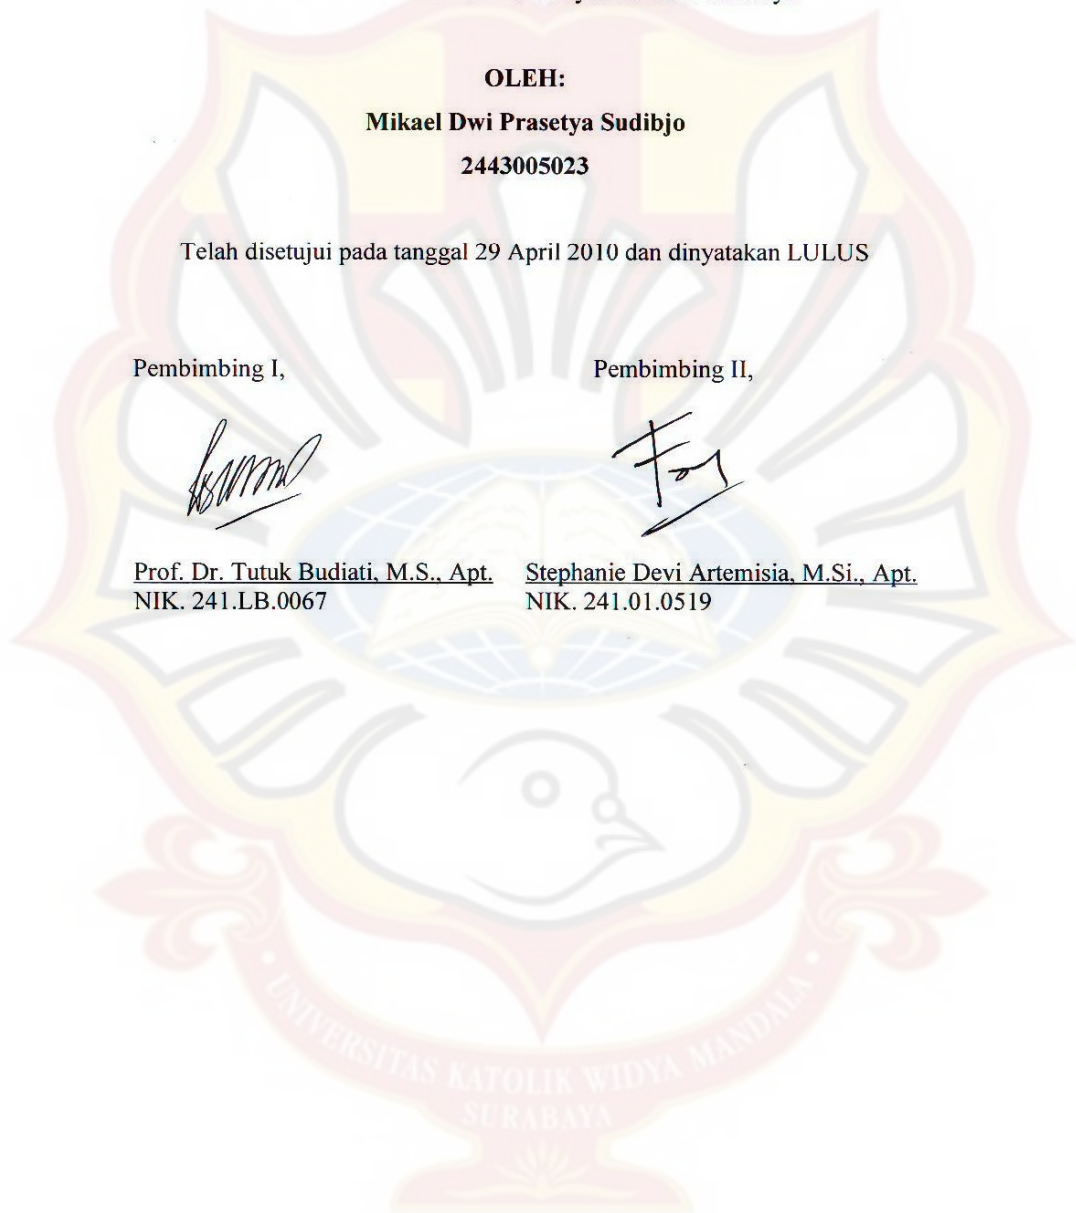 OLEH:
Mikael Dwi Prasetya Sudibjo
2443005023
Telah disetujui pada tanggal 29 April 2010 dan dinyatakan LULUS
Pembimbing I,
Pembimbing II,
Prof. Dr. Tutuk Budiati, M.S., Apt.
Stephanie Devi Artemisia, M.Si., Apt.
NIK. 241.LB.0067
NIK. 241.01.0519
UNIVERSITAS KATOLIK WIDYA MANDALA
SURABAYA